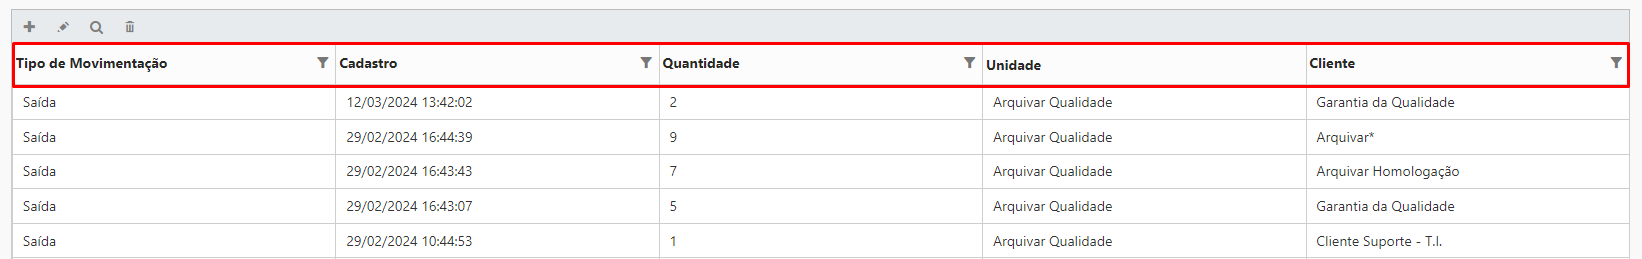 Tipo de Movimentação Cadastro Quantidade Unidade Cliente
Saída 12/03/2024 13:42:02 2 Arquivar Qualidade Garantia da Qualidade
Saída 29/02/2024 16:44:39 9 Arquivar Qualidade Arquivar*
Saída 29/02/2024 16:43:43 7 Arquivar Qualidade Arquivar Homologação
Saída 29/02/2024 16:43:07 5 Arquivar Qualidade Garantia da Qualidade
Saída 29/02/2024 10:44:53 1 Arquivar Qualidade Cliente Suporte - T.I.